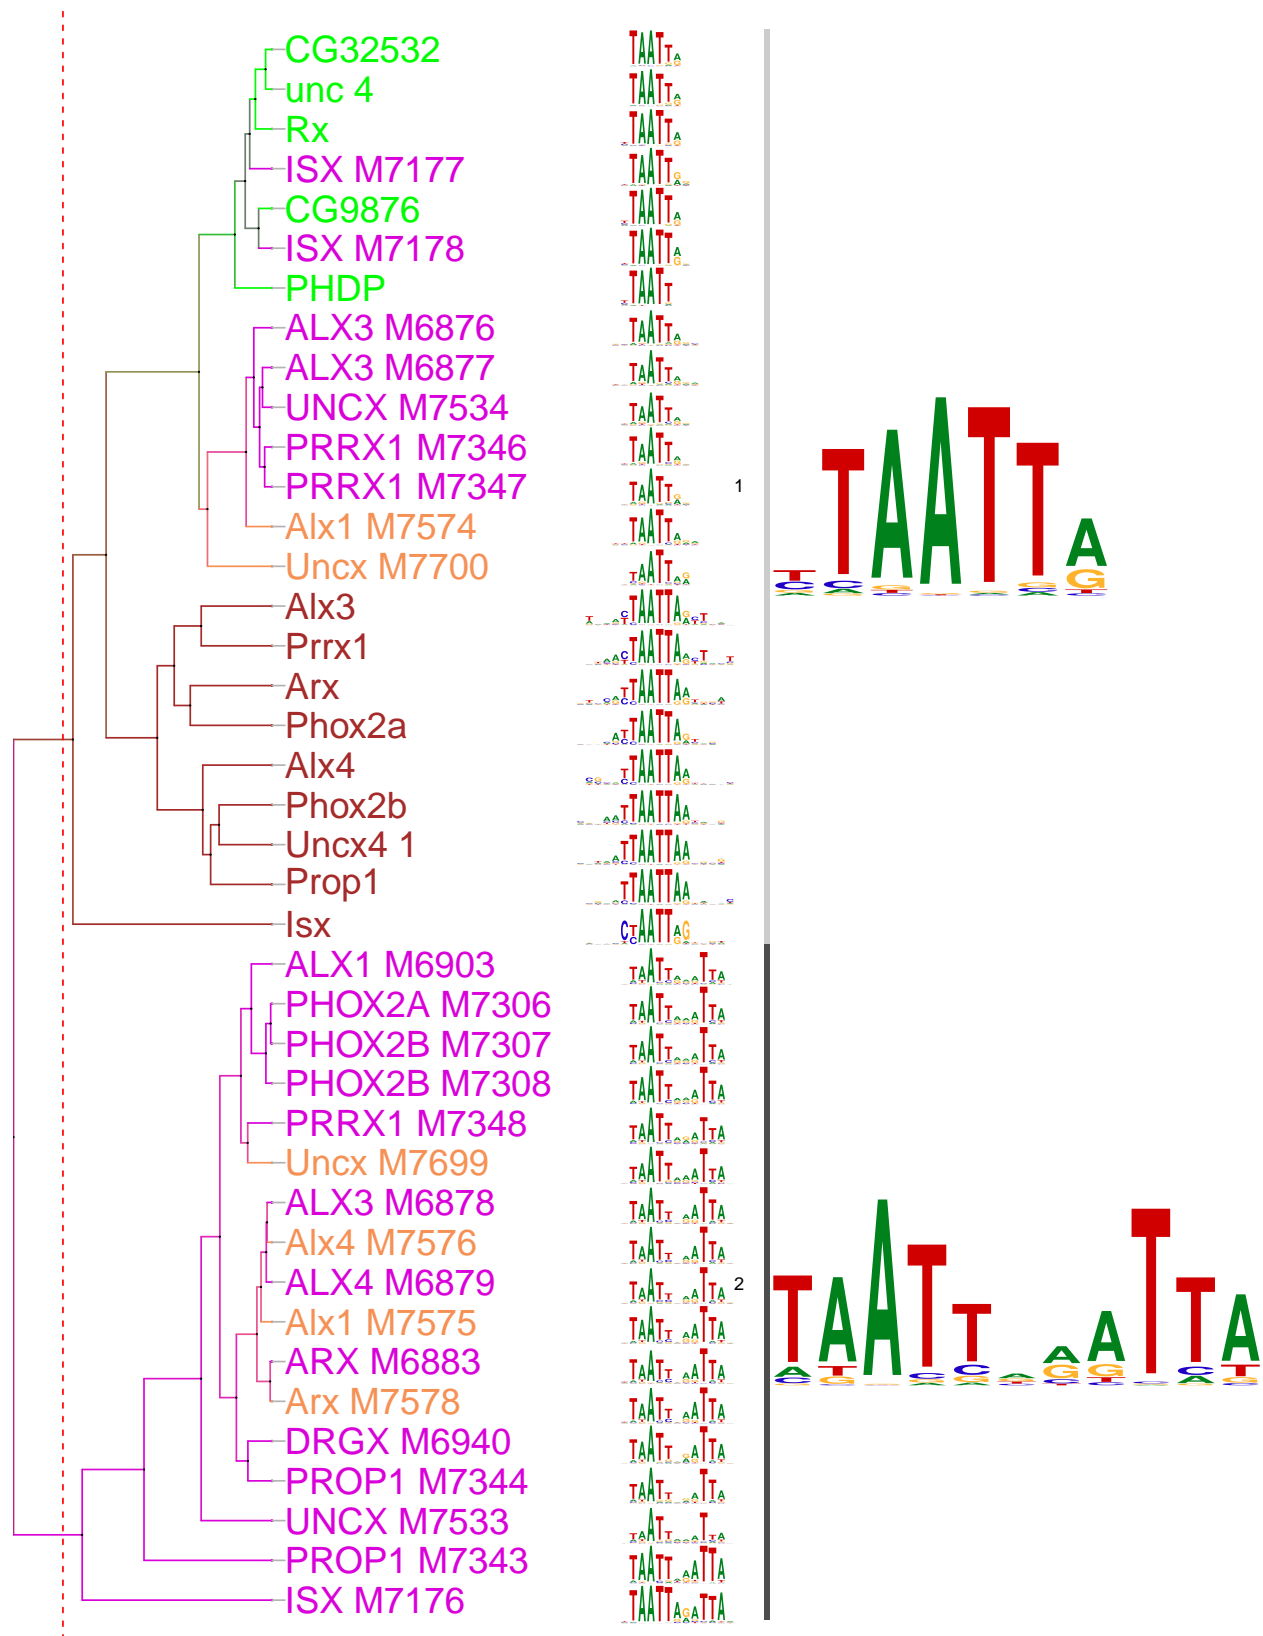 CG32532
unc 4
Rx
ISX M7177
CG9876
ISX M7178
PHDP
ALX3 M6876
ALX3 M6877
UNCX M7534
PRRX1 M7346
PRRX1 M7347
1
Alx1 M7574
Uncx M7700
Alx3
Prrx1
Arx
Phox2a
Alx4
Phox2b
Uncx4 1
Prop1
Isx
ALX1 M6903
PHOX2A M7306
PHOX2B M7307
PHOX2B M7308
PRRX1 M7348
Uncx M7699
ALX3 M6878
Alx4 M7576
ALX4 M6879
2
Alx1 M7575
ARX M6883
Arx M7578
DRGX M6940
PROP1 M7344
UNCX M7533
PROP1 M7343
ISX M7176